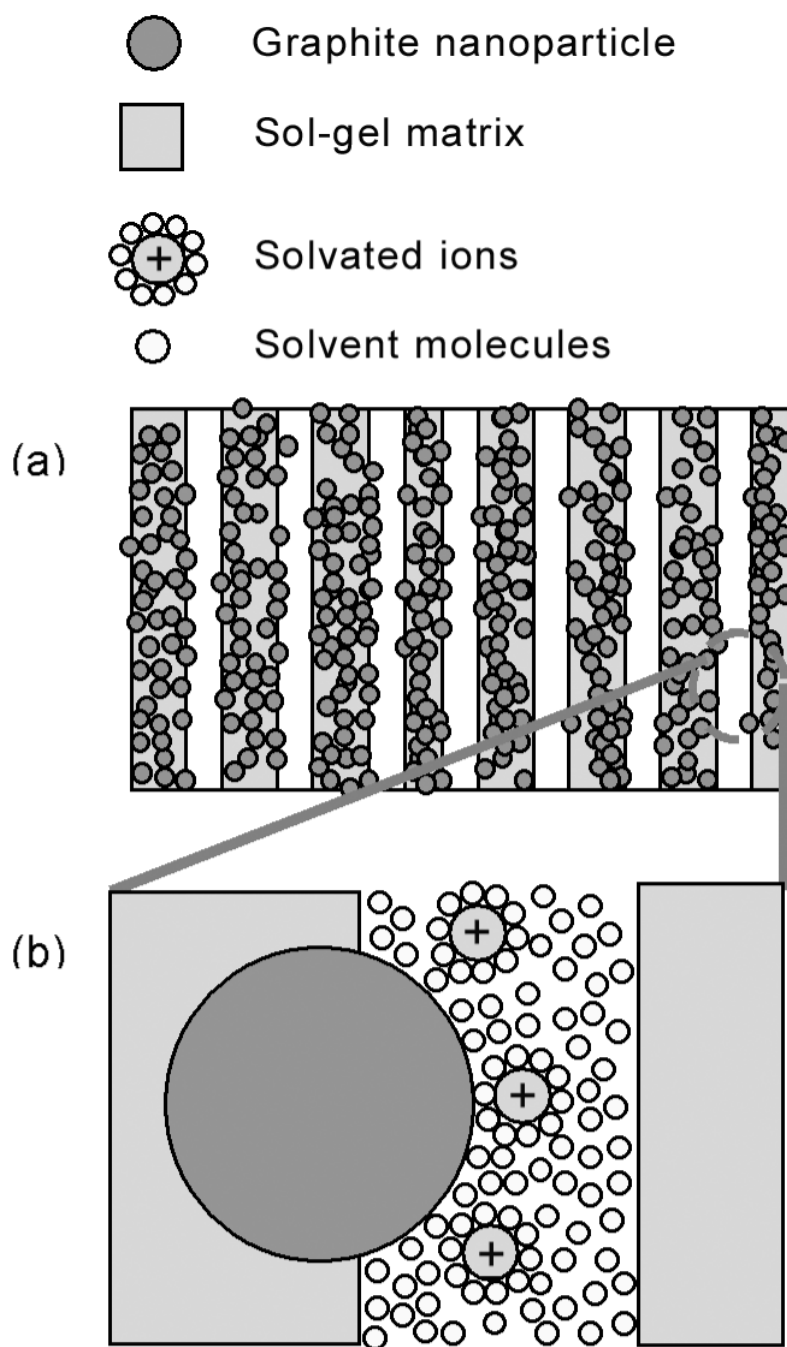 Graphite nanoparticle
Sol-gel matrix
+
Solvated ions
Solvent molecules
(a)
(b)
+
+
+